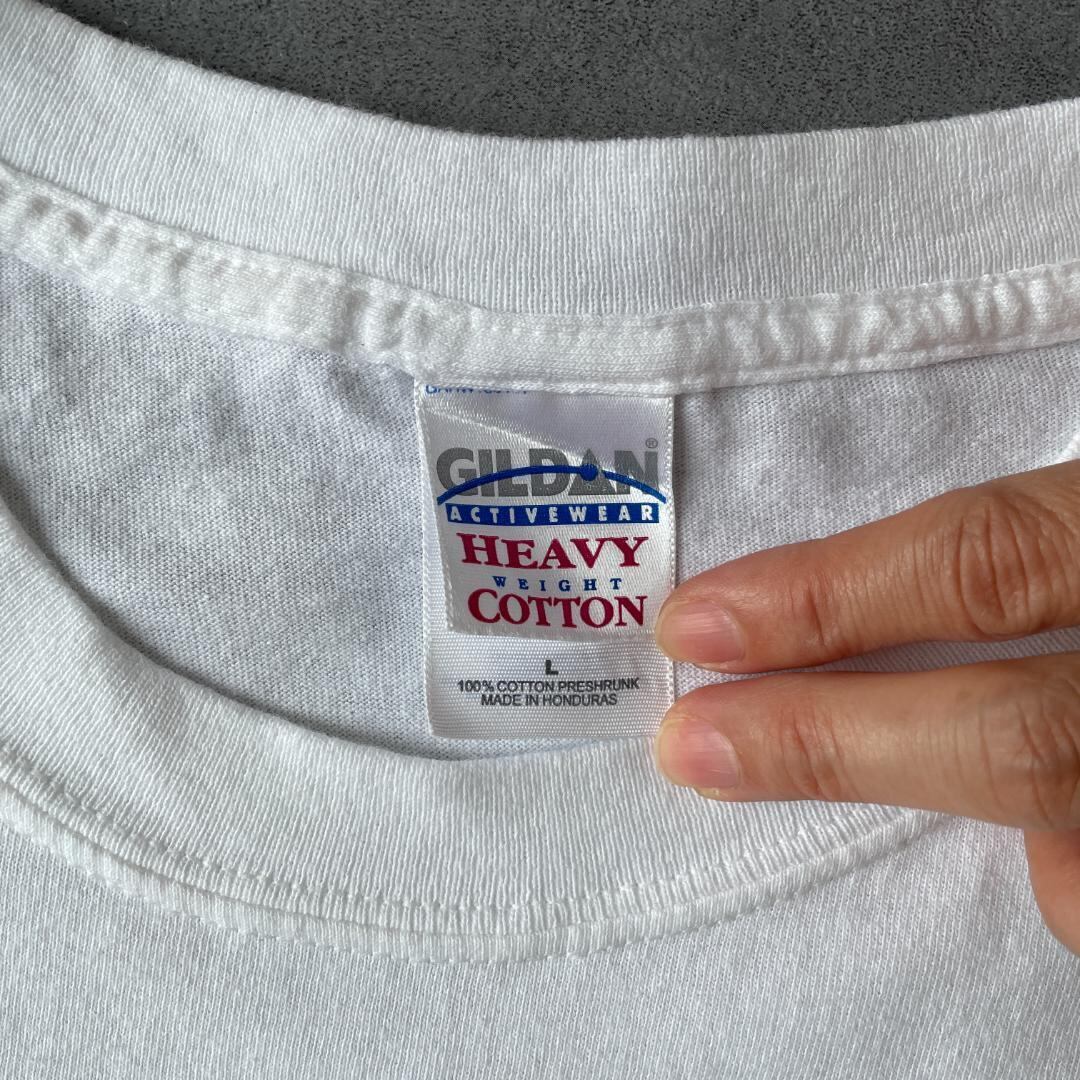 GILDAN®
ACTIVEWEAR
HEAVY
WEIGHT
COTTON
L
100% COTTON PRESHRUNK
MADE IN HONDURAS